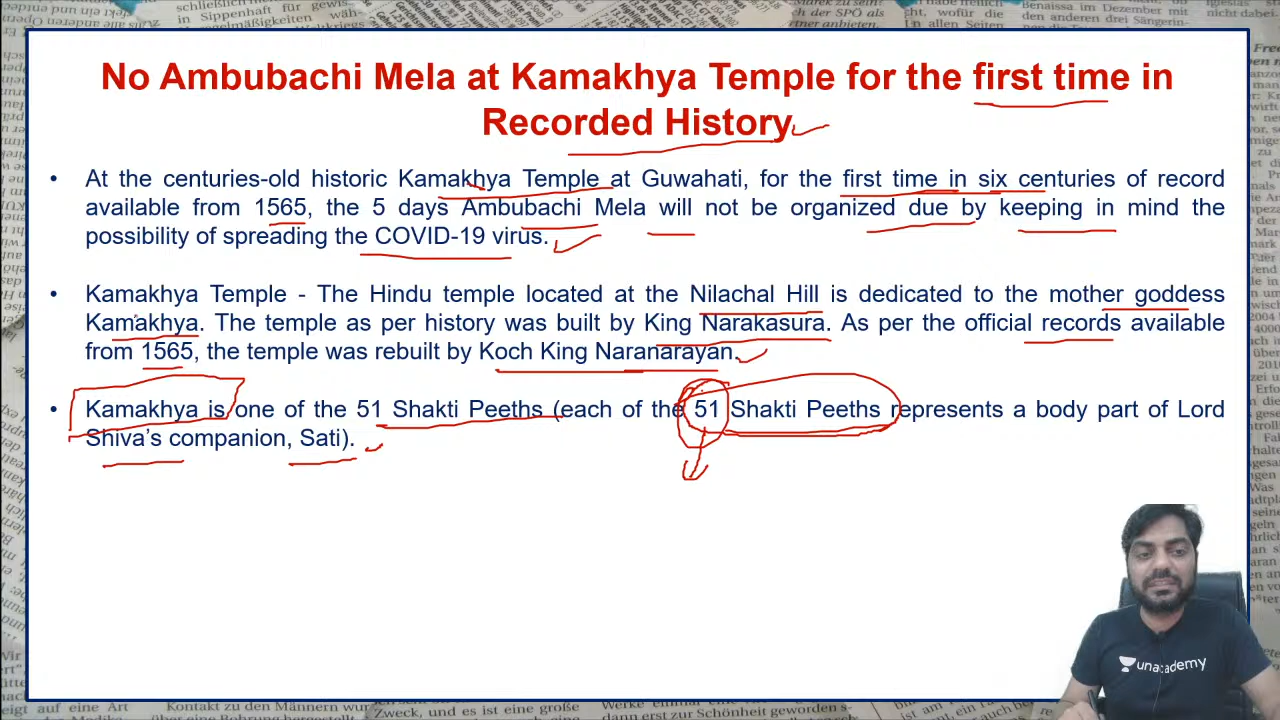 No Ambubachi Mela at Kamakhya Temple for the first time in
Recorded History
• At the centuries-old historic Kamakhya Temple at Guwahati, for the first time in six centuries of record
available from 1565, the 5 days Ambubachi Mela will not be organized due by keeping in mind the
possibility of spreading the COVID-19 virus.
• Kamakhya Temple - The Hindu temple located at the Nilachal Hill is dedicated to the mother goddess
Kamakhya. The temple as per history was built by King Narakasura. As per the official records available
from 1565, the temple was rebuilt by Koch King Naranarayan.
• Kamakhya is one of the 51 Shakti Peeths (each of the 51 Shakti Peeths represents a body part of Lord
Shiva's companion, Sati).
unacademy